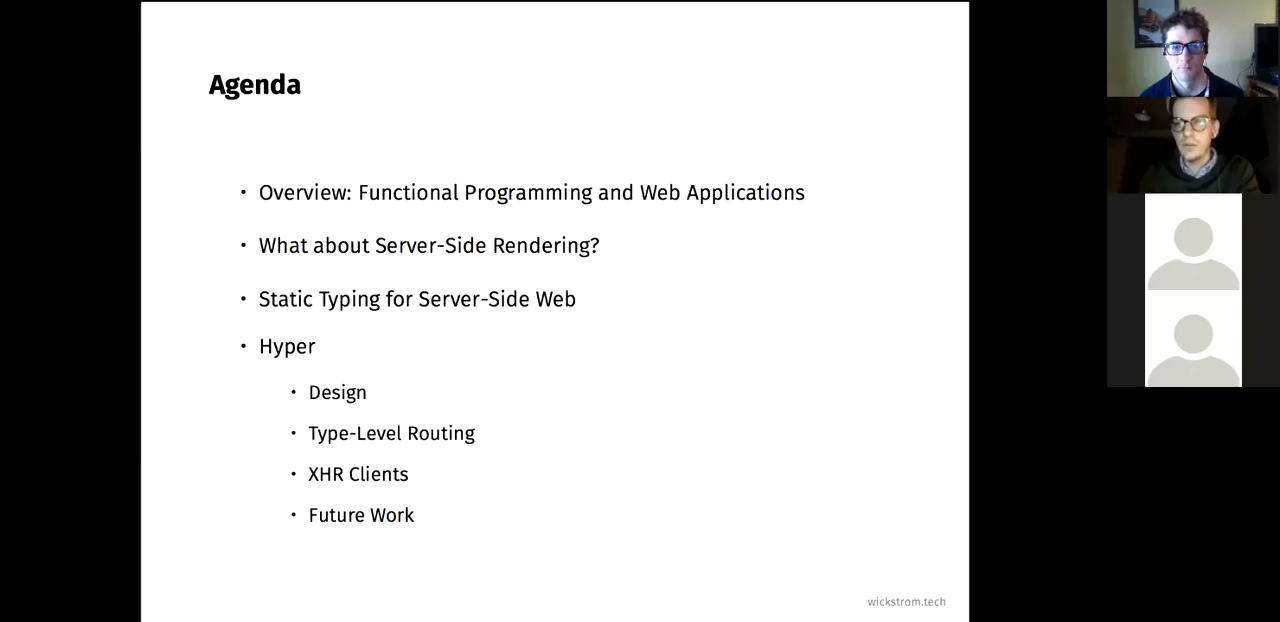 Agenda
• Overview: Functional Programming and Web Applications
• What about Server-Side Rendering?
• Static Typing for Server-Side Web
• Hyper
• Design
• Type-Level Routing
• XHR Clients
• Future Work
wickstrom.tech